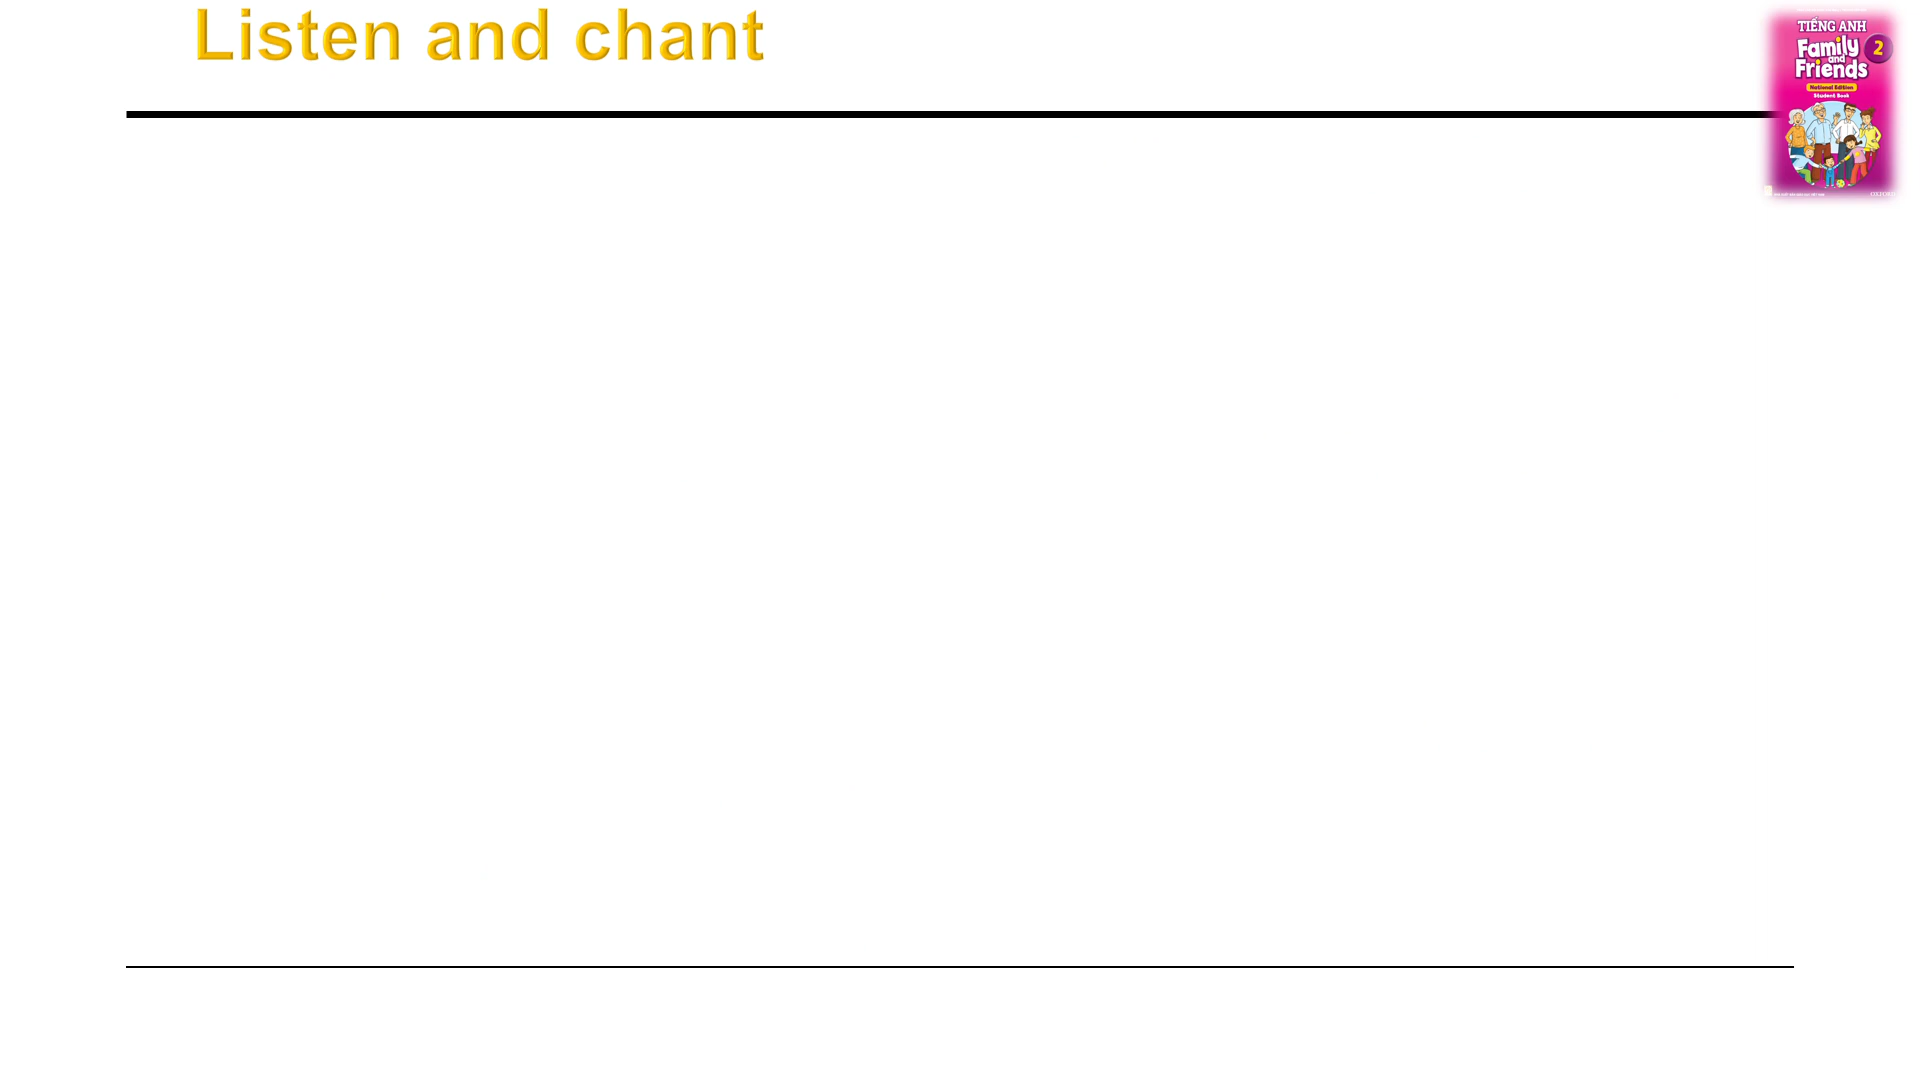 Listen and chant
TIẾNG ANH
Family
and
Friends
2
National Edition
Student Book
OXFORD